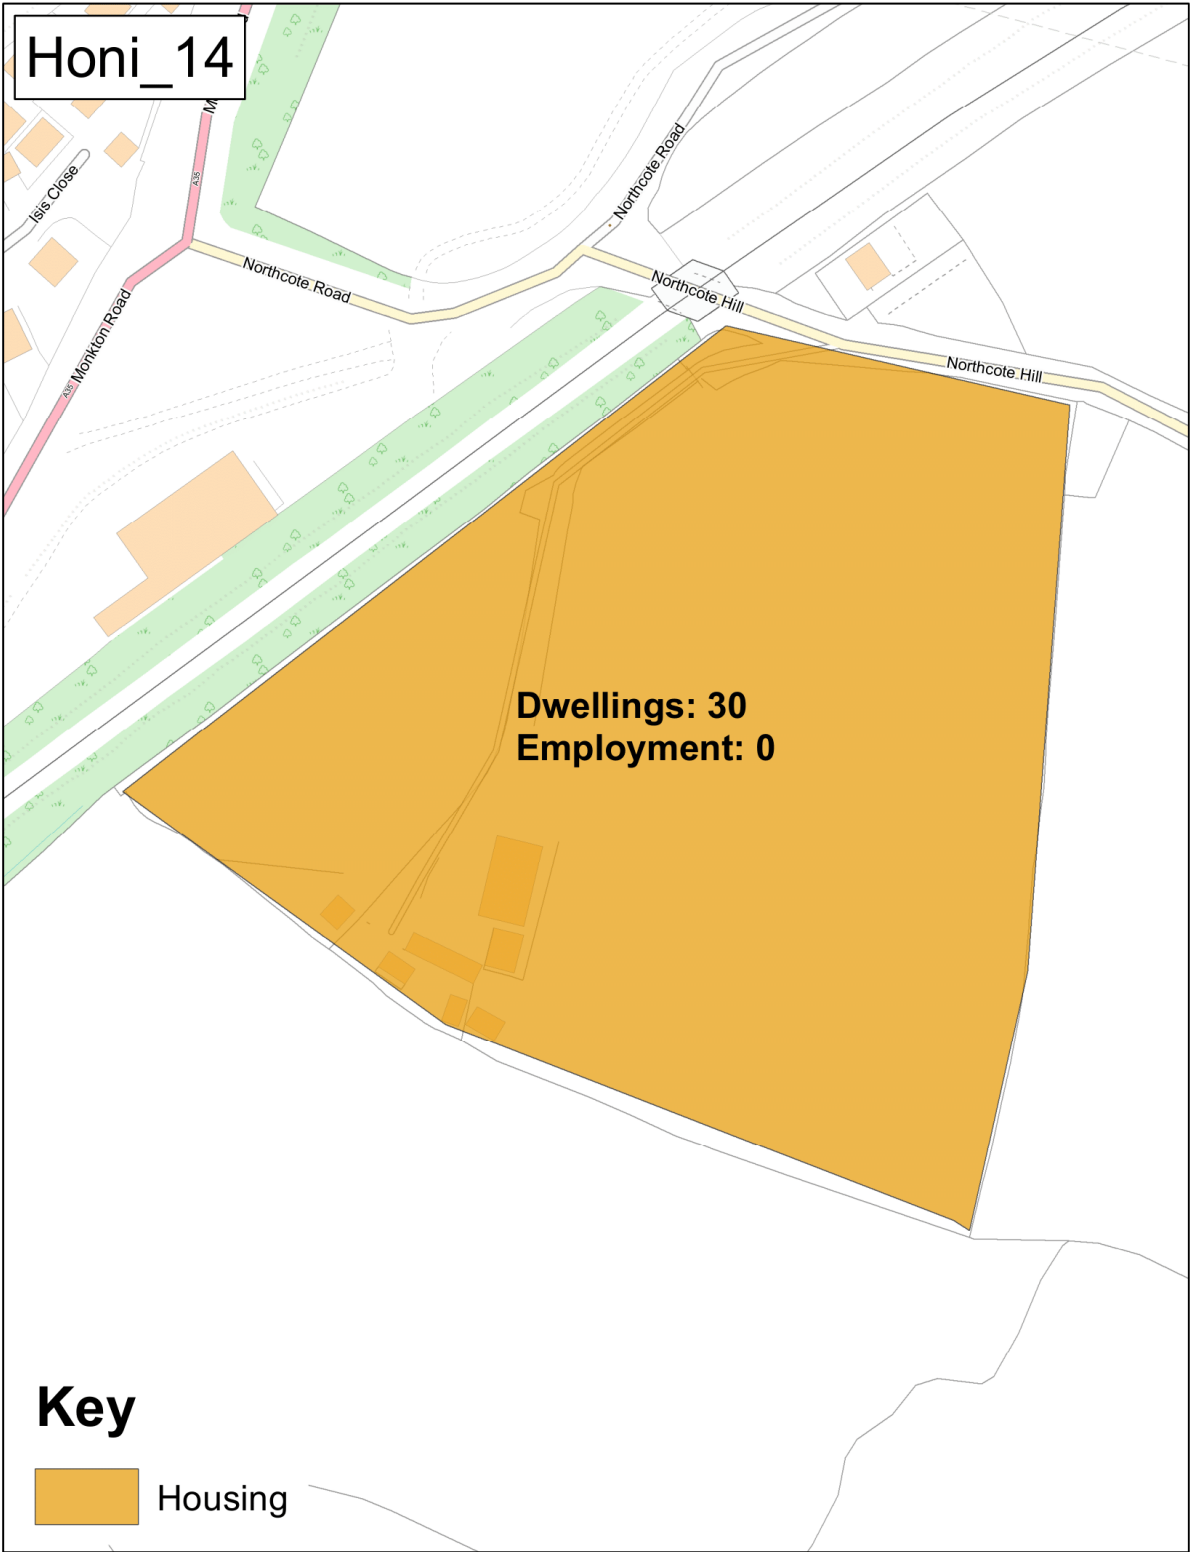 Honi_14
A35
Isis Close
Northcote Road
Northcote Road
Northcote Hill
Monkton Road
A35
Northcote Hill
Dwellings: 30
Employment: 0
Key
Housing